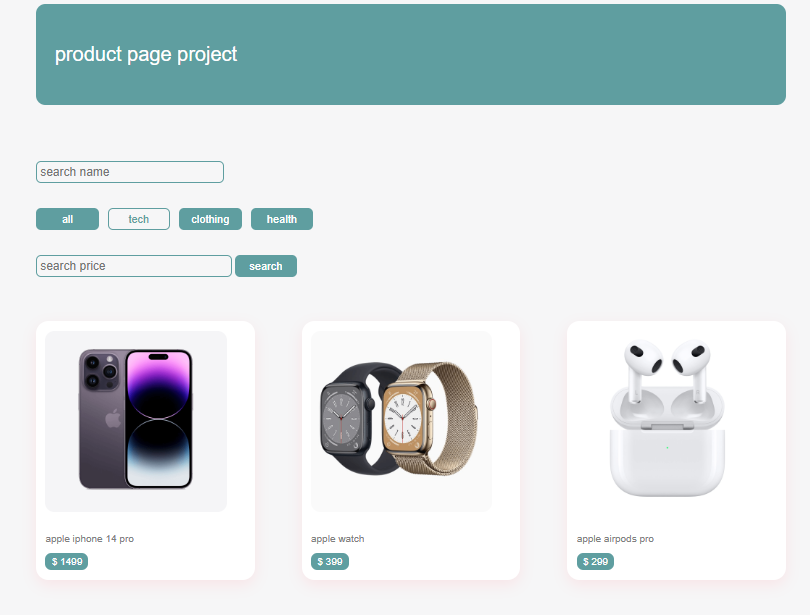 product page project
search name
all tech clothing health
search price search
apple iphone 14 pro apple watch apple airpods pro
$ 1499 $ 399 $ 299